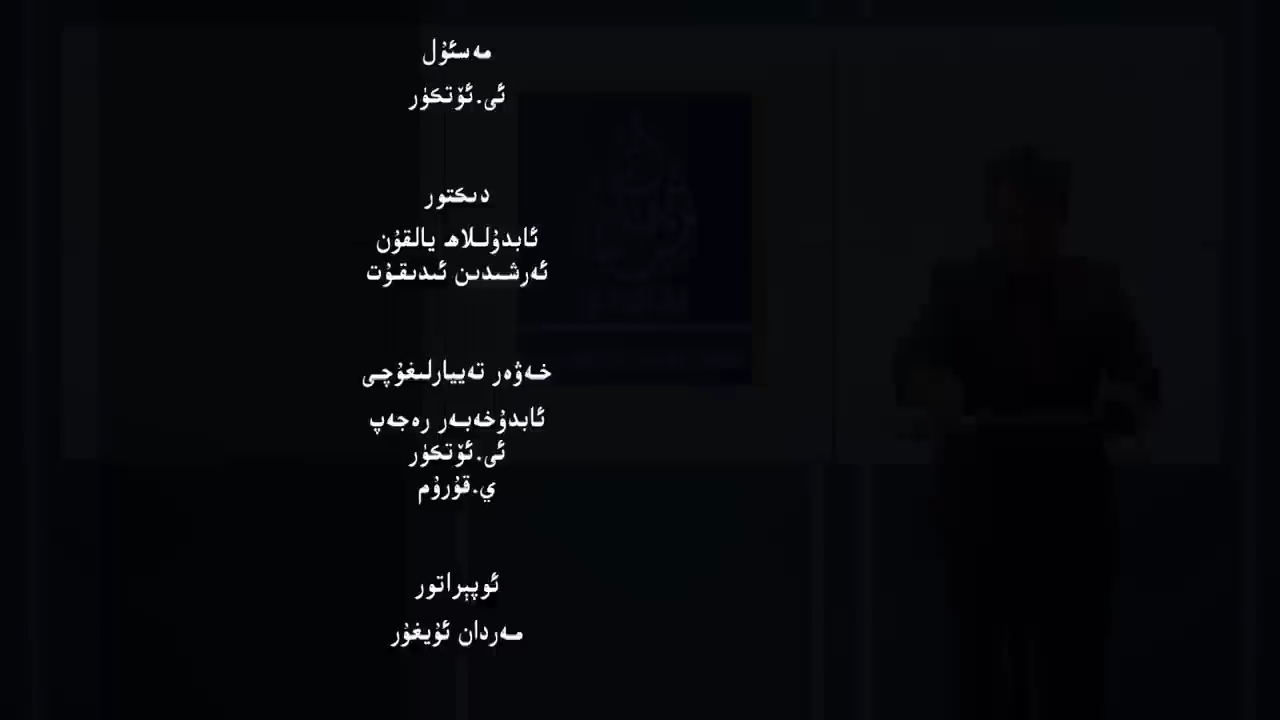 مەسئۇل
ئى.ئۆتكۈر
دىكتور
ئابدۇللاھ يالقۇن
ئەرشىدىن ئىدىقۇت
خەۋەر تەييارلىغۇچى
ئابدۇخەبەر رەجەپ
ئى.ئۆتكۈر
ي.قۇرۇم
ئوپېراتور
مەردان ئۇيغۇر